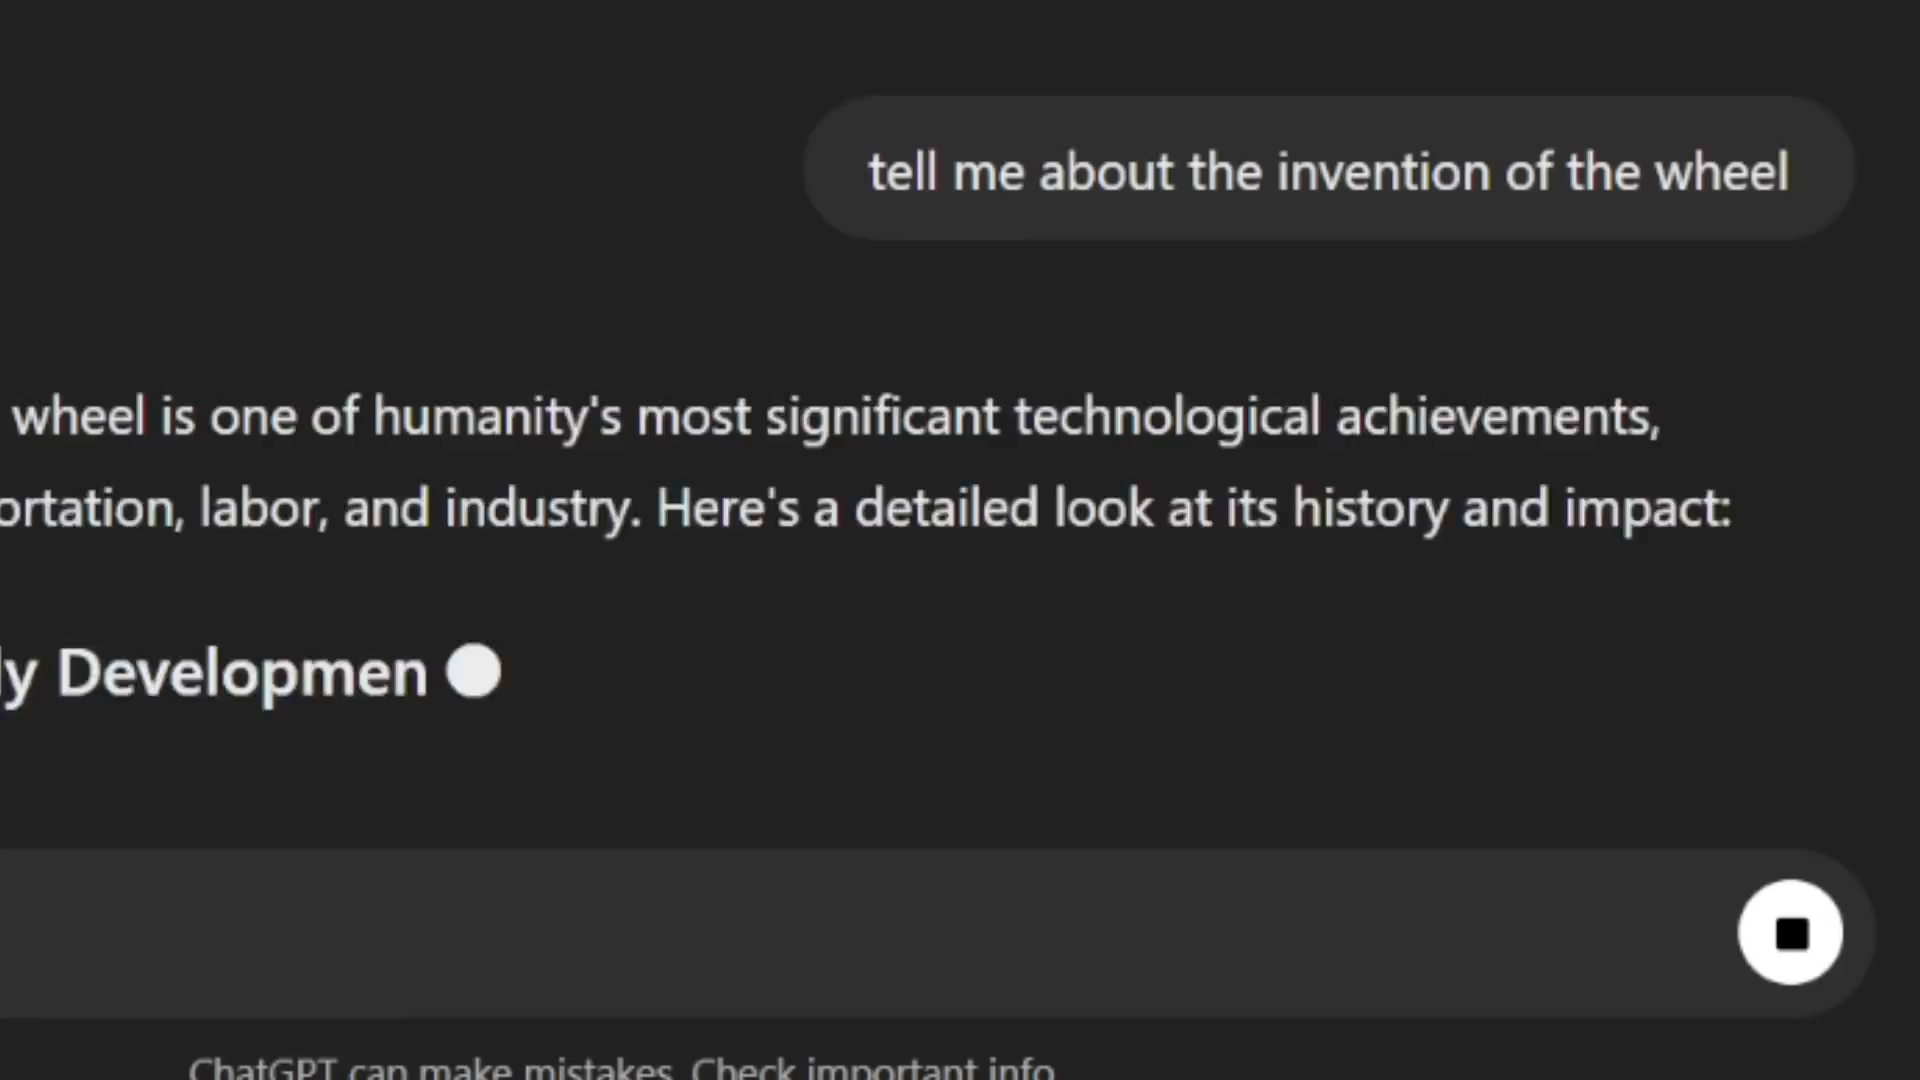 tell me about the invention of the wheel
wheel is one of humanity's most significant technological achievements,
ortation, labor, and industry. Here's a detailed look at its history and impact:
ly Developmen
ChatGPT can make mistakes. Check important info.